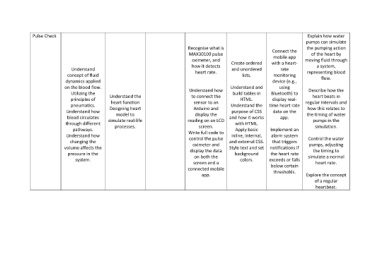 Pulse Check
Understand
concept of fluid
dynamics applied
on the blood flow.
Utilizing the
principles of
pneumatics.
Understand how
blood circulates
through different
pathways.
Understand how
changing the
volume affects the
pressure in the
system.
Understand the
heart function
Designing heart
model to
simulate real-life
processes.
Recognise what is
MAX30100 pulse
oximeter, and
how it detects
heart rate.
Understand how
to connect the
sensor to an
Arduino and
display the
reading on an LCD
screen.
Write full code to
control the pulse
oximeter and
display the data
on both the
screen and a
connected mobile
app.
Create ordered
and unordered
lists.
Understand and
build tables in
HTML.
Understand the
purpose of CSS
and how it works
with HTML.
Apply basic
inline, internal,
and external CSS.
Style text and set
background
colors.
Connect the
mobile app
with a heart-
rate
monitoring
device (e.g.,
using
Bluetooth) to
display real-
time heart rate
data on the
app.
Implement an
alarm system
that triggers
notifications if
the heart rate
exceeds or falls
below certain
thresholds.
Explain how water
pumps can simulate
the pumping action
of the heart by
moving fluid through
a system,
representing blood
flow.
Describe how the
heart beats in
regular intervals and
how this relates to
the timing of water
pumps in the
simulation.
Control the water
pumps, adjusting
the timing to
simulate a normal
heart rate.
Explain the concept
of a regular
heartbeat,